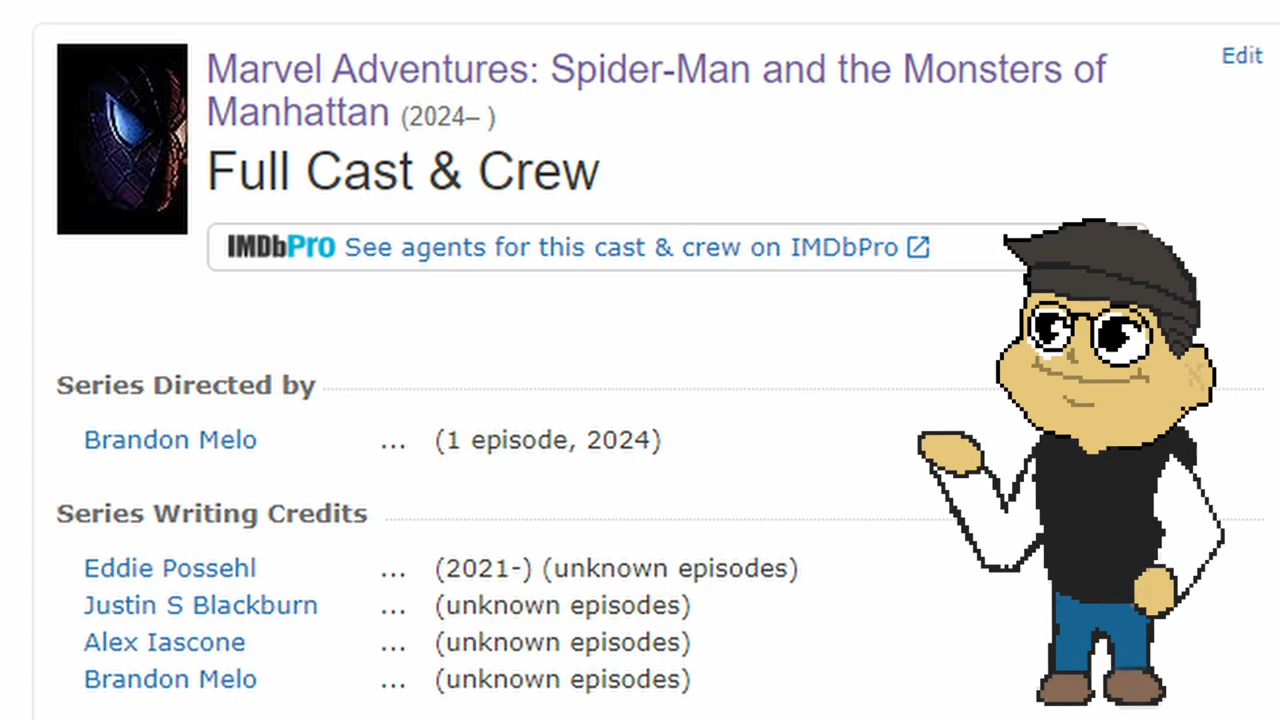 Marvel Adventures: Spider-Man and the Monsters of
Manhattan (2024– )
Edit
Full Cast & Crew
IMDbPro See agents for this cast & crew on IMDbPro
Series Directed by
Brandon Melo ... (1 episode, 2024)
Series Writing Credits
Eddie Possehl ... (2021-) (unknown episodes)
Justin S Blackburn ... (unknown episodes)
Alex Iascone ... (unknown episodes)
Brandon Melo ... (unknown episodes)